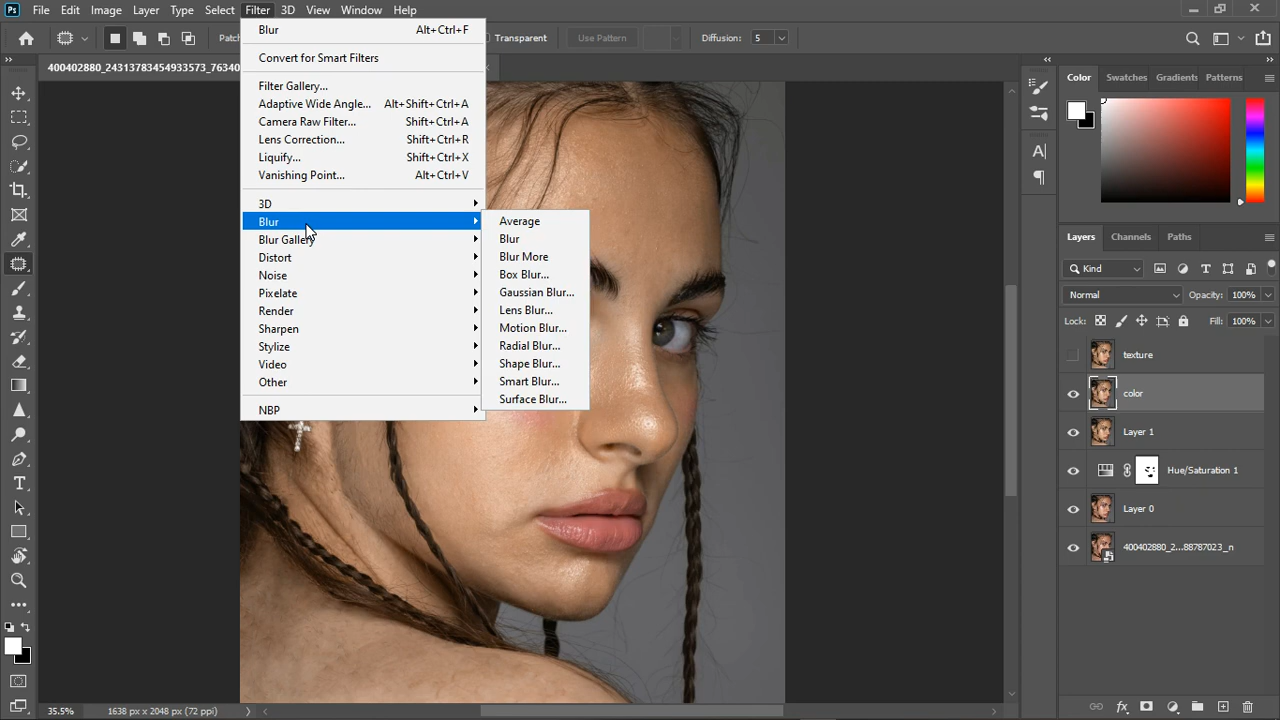 Ps File Edit Image Layer Type Select Filter 3D View Window Help
Patc Transparent Use Pattern Diffusion: 5
400402880_24313783454933573_76340
Blur Alt+Ctrl+F
Convert for Smart Filters
Filter Gallery...
Adaptive Wide Angle... Alt+Shift+Ctrl+A
Camera Raw Filter... Shift+Ctrl+A
Lens Correction... Shift+Ctrl+R
Liquify... Shift+Ctrl+X
Vanishing Point... Alt+Ctrl+V
3D
Blur
Blur Gallery
Distort
Noise
Pixelate
Render
Sharpen
Stylize
Video
Other
NBP
Average
Blur
Blur More
Box Blur...
Gaussian Blur...
Lens Blur...
Motion Blur...
Radial Blur...
Shape Blur...
Smart Blur...
Surface Blur...
Color Swatches Gradients Patterns
Layers Channels Paths
Kind
Normal Opacity: 100%
Lock: Fill: 100%
texture
color
Layer 1
Hue/Saturation 1
Layer 0
400402880_2...88787023_n
35.5% 1638 px x 2048 px (72 ppi)